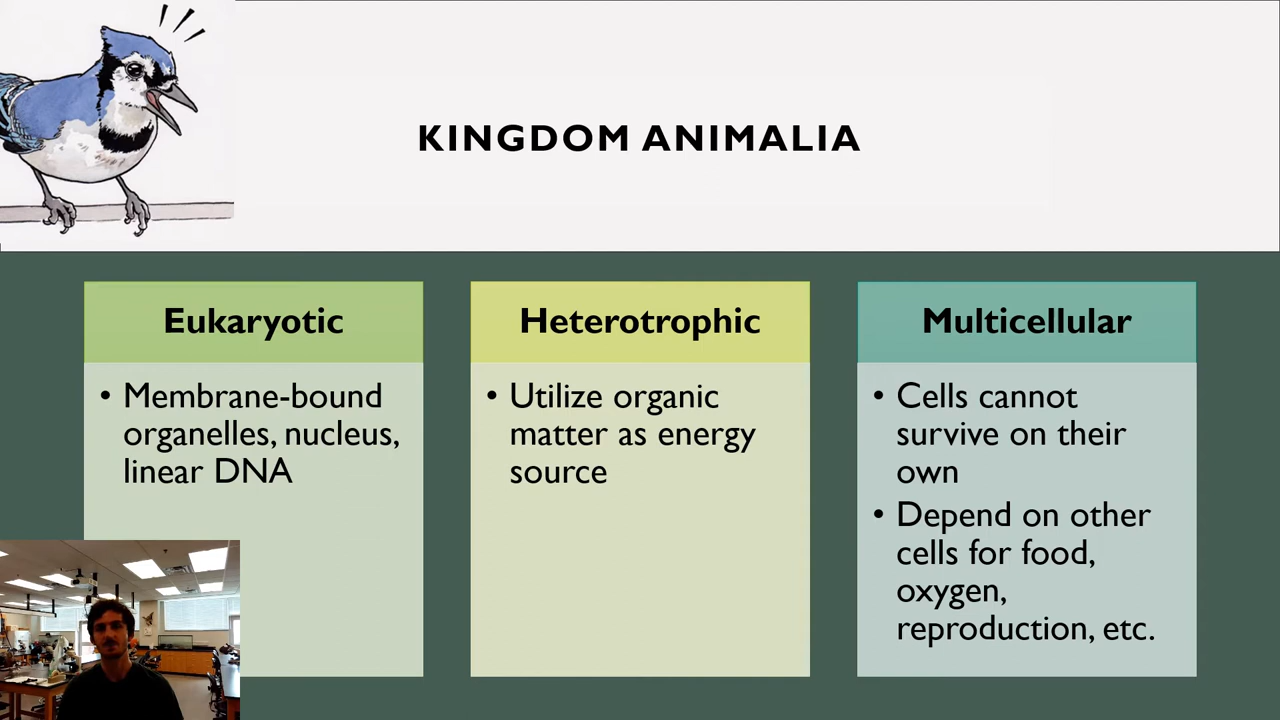 KINGDOM ANIMALIA
Eukaryotic
• Membrane-bound
organelles, nucleus,
linear DNA
Heterotrophic
• Utilize organic
matter as energy
source
Multicellular
• Cells cannot
survive on their
own
• Depend on other
cells for food,
oxygen,
reproduction, etc.